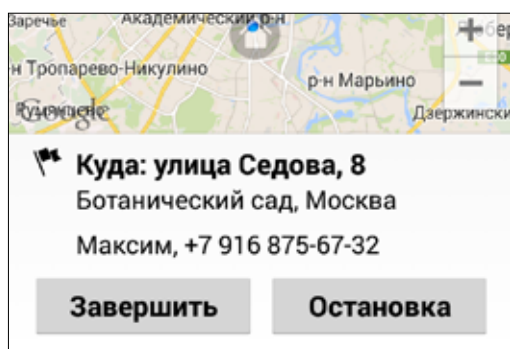 Заречье
Академический р-н
бер
н Тропарево-Никулино
р-н Марьино
Google
Дзержински
Куда: улица Седова, 8
Ботанический сад, Москва
Максим, +7 916 875-67-32
Завершить
Остановка